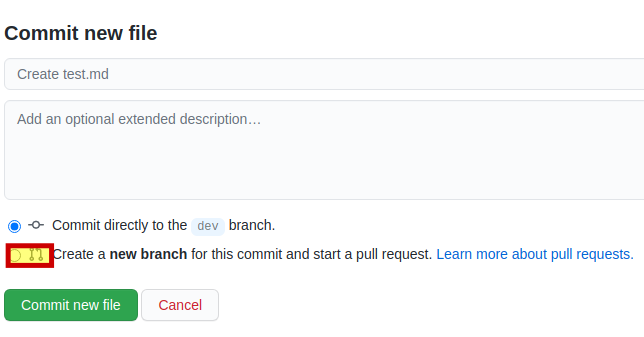 Commit new file
Create test.md
Add an optional extended description…
Commit directly to the dev branch.
Create a new branch for this commit and start a pull request. Learn more about pull requests.
Commit new file Cancel